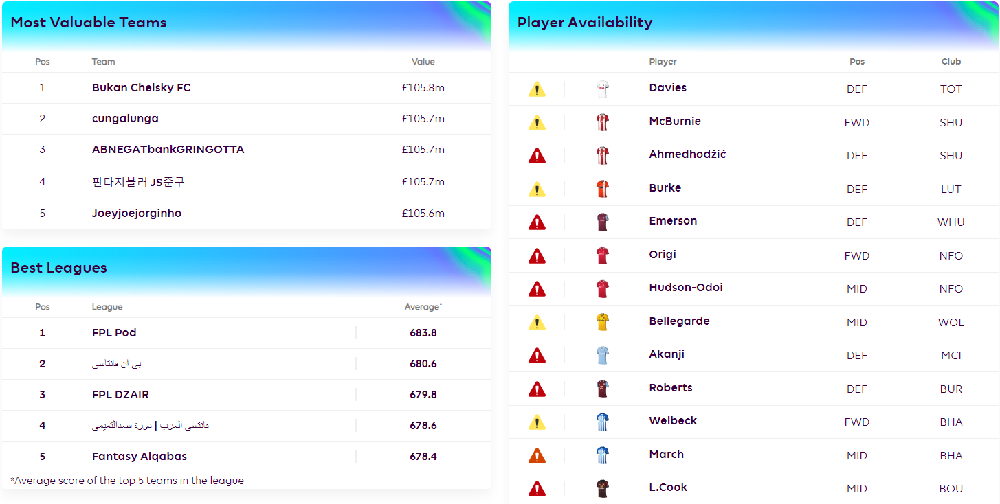 Most Valuable Teams
Pos Team Value
1 Bukan Chelsky FC £105.8m
2 cungalunga £105.7m
3 ABNEGATbankGRINGOTTA £105.7m
4 판타지볼러 JS준구 £105.7m
5 Joeyjoejorginho £105.6m
Best Leagues
Pos League Average*
1 FPL Pod 683.8
2 بي ان فانتاسي 680.6
3 FPL DZAIR 679.8
4 فانتسي العرب | دورة سعدالتميمي 678.6
5 Fantasy Alqabas 678.4
*Average score of the top 5 teams in the league
Player Availability
Player Pos Club
Davies DEF TOT
McBurnie FWD SHU
Ahmedhodžić DEF SHU
Burke DEF LUT
Emerson DEF WHU
Origi FWD NFO
Hudson-Odoi MID NFO
Bellegarde MID WOL
Akanji DEF MCI
Roberts DEF BUR
Welbeck FWD BHA
March MID BHA
L.Cook MID BOU